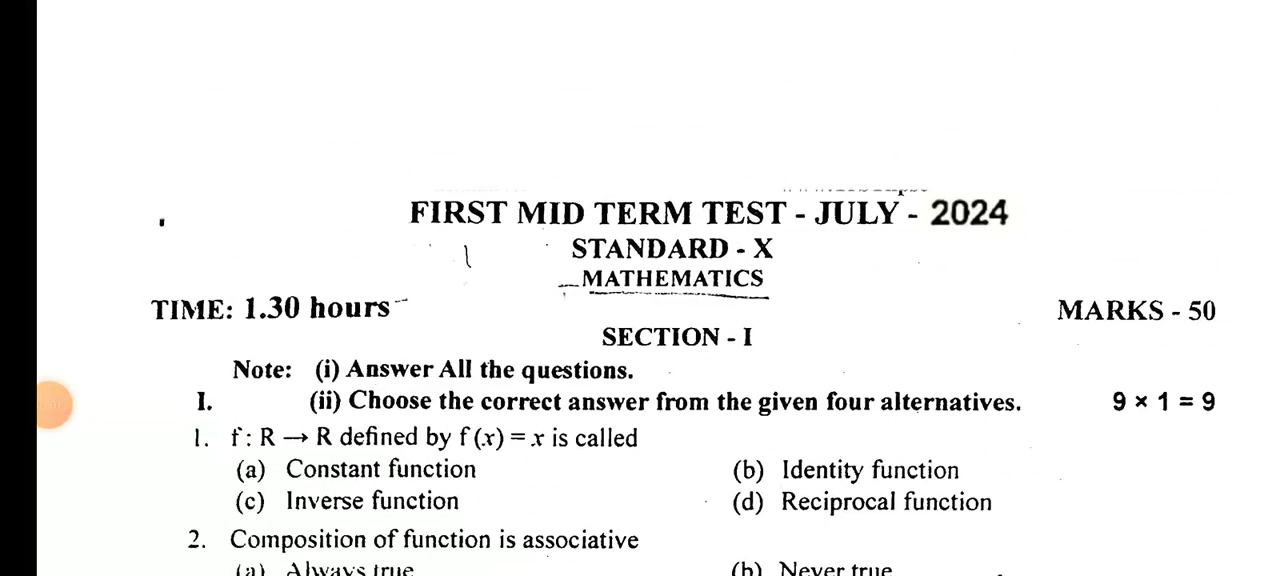 FIRST MID TERM TEST - JULY - 2024
STANDARD - X
MATHEMATICS
TIME: 1.30 hours MARKS - 50
SECTION - I
Note: (i) Answer All the questions.
I. (ii) Choose the correct answer from the given four alternatives. 9 × 1 = 9
1. f : R → R defined by f (x) = x is called
(a) Constant function (b) Identity function
(c) Inverse function (d) Reciprocal function
2. Composition of function is associative
(a) Always true (b) Never true